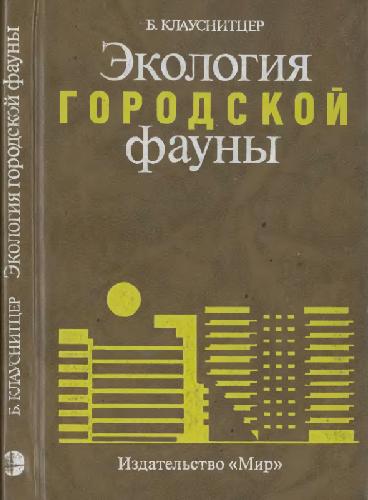 Б. КЛАУСНИТЦЕР
Экология
ГОРОДСКОЙ
фауны
Издательство «Мир»
Б. КЛАУСНИТЦЕР Экология городской фауны